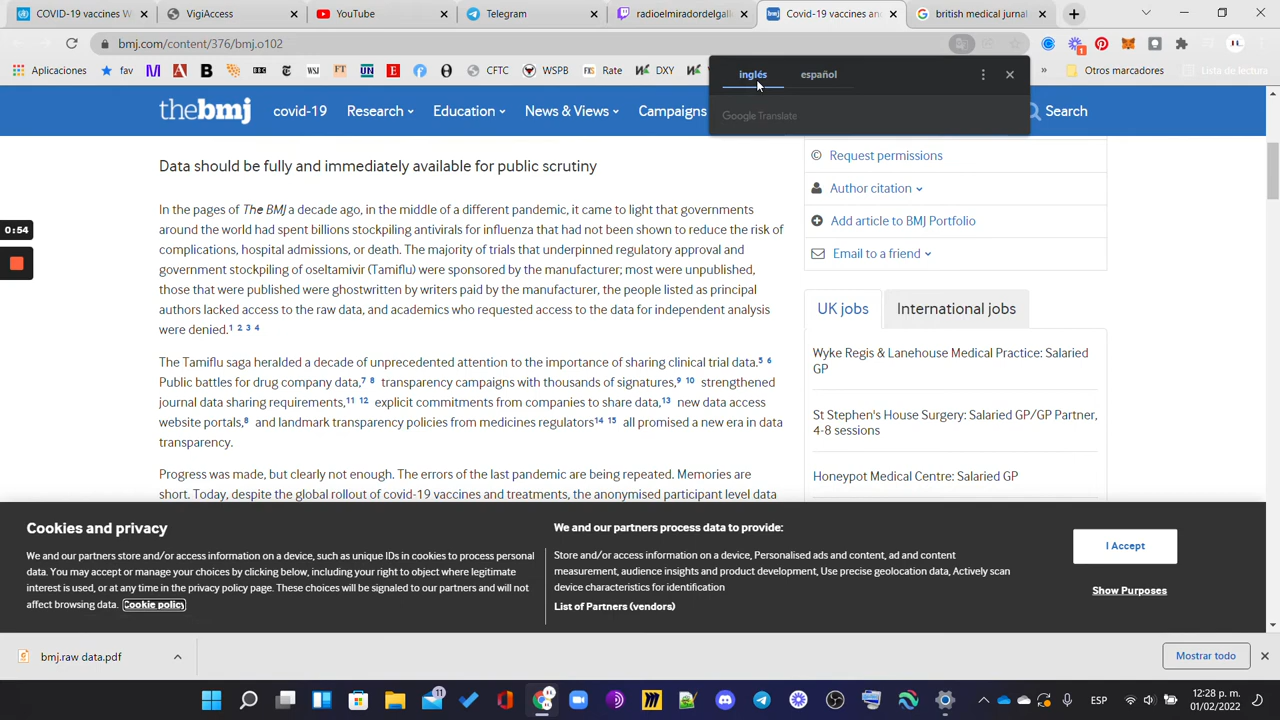 COVID-19 vaccines W
VigiAccess
YouTube
Telegram
radioelmiradordelgall
Covid-19 vaccines and
british medical jurnal
bmj.com/content/376/bmj.o102
Aplicaciones
fav
WSJ
FT
UN
CFTC
WSPB
FXS Rate
DXY
Otros marcadores
Lista de lectura
inglés español
Google Translate
thebmj covid-19 Research Education News & Views Campaigns
Search
Data should be fully and immediately available for public scrutiny
In the pages of The BMJ a decade ago, in the middle of a different pandemic, it came to light that governments
around the world had spent billions stockpiling antivirals for influenza that had not been shown to reduce the risk of
complications, hospital admissions, or death. The majority of trials that underpinned regulatory approval and
government stockpiling of oseltamivir (Tamiflu) were sponsored by the manufacturer; most were unpublished,
those that were published were ghostwritten by writers paid by the manufacturer, the people listed as principal
authors lacked access to the raw data, and academics who requested access to the data for independent analysis
were denied.1 2 3 4
The Tamiflu saga heralded a decade of unprecedented attention to the importance of sharing clinical trial data.5 6
Public battles for drug company data,7 8 transparency campaigns with thousands of signatures,9 10 strengthened
journal data sharing requirements,11 12 explicit commitments from companies to share data,13 new data access
website portals,8 and landmark transparency policies from medicines regulators14 15 all promised a new era in data
transparency.
Progress was made, but clearly not enough. The errors of the last pandemic are being repeated. Memories are
short. Today, despite the global rollout of covid-19 vaccines and treatments, the anonymised participant level data
Request permissions
Author citation
Add article to BMJ Portfolio
Email to a friend
UK jobs International jobs
Wyke Regis & Lanehouse Medical Practice: Salaried
GP
St Stephen's House Surgery: Salaried GP/GP Partner,
4-8 sessions
Honeypot Medical Centre: Salaried GP
0:54
Cookies and privacy
We and our partners store and/or access information on a device, such as unique IDs in cookies to process personal
data. You may accept or manage your choices by clicking below, including your right to object where legitimate
interest is used, or at any time in the privacy policy page. These choices will be signaled to our partners and will not
affect browsing data. Cookie policy
We and our partners process data to provide:
Store and/or access information on a device, Personalised ads and content, ad and content
measurement, audience insights and product development, Use precise geolocation data, Actively scan
device characteristics for identification
List of Partners (vendors)
I Accept
Show Purposes
bmj.raw data.pdf
Mostrar todo
11
ESP
12:28 p. m.
01/02/2022